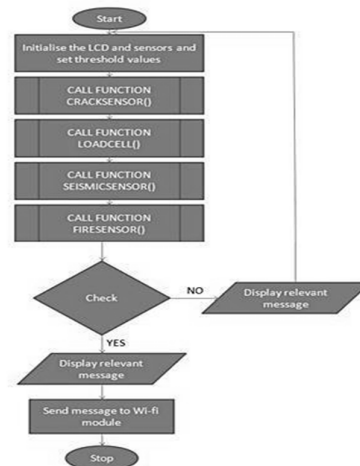 Start
Initialise the LCD and sensors and
set threshold values
CALL FUNCTION
CRACKSENSOR()
CALL FUNCTION
LOADCELL()
CALL FUNCTION
SEISMICSENSOR()
CALL FUNCTION
FIRESENSOR()
Check
NO
Display relevant
message
YES
Display relevant
message
Send message to Wi-fi
module
Stop